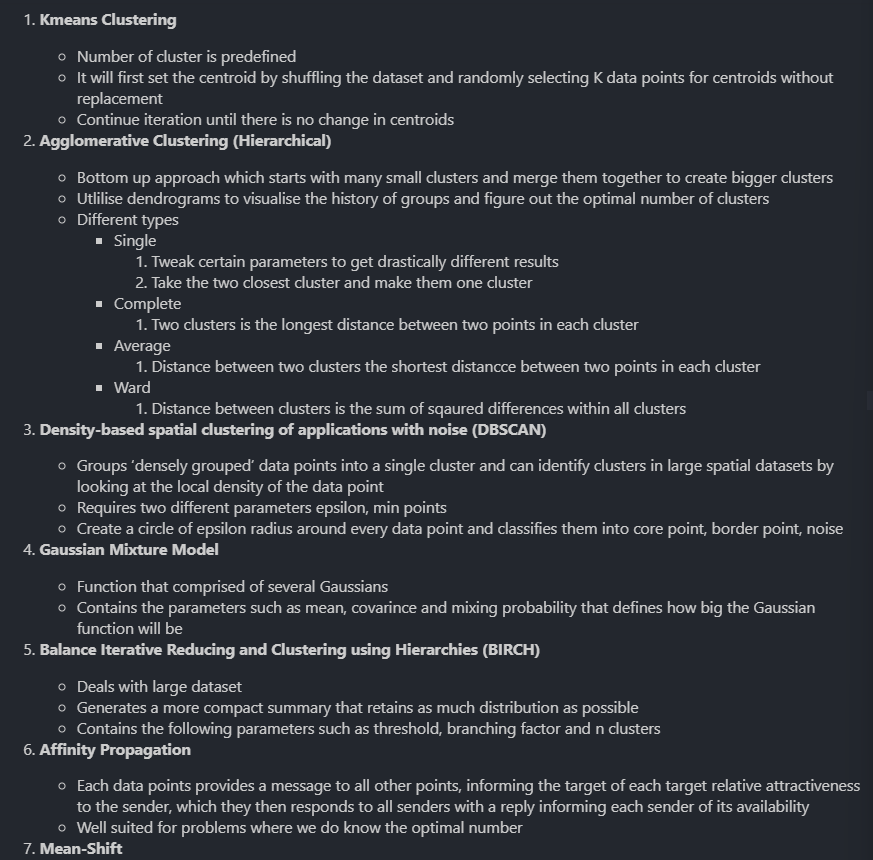 1. Kmeans Clustering
Number of cluster is predefined
It will first set the centroid by shuffling the dataset and randomly selecting K data points for centroids without
replacement
Continue iteration until there is no change in centroids
2. Agglomerative Clustering (Hierarchical)
Bottom up approach which starts with many small clusters and merge them together to create bigger clusters
Utlilise dendrograms to visualise the history of groups and figure out the optimal number of clusters
Different types
Single
1. Tweak certain parameters to get drastically different results
2. Take the two closest cluster and make them one cluster
Complete
1. Two clusters is the longest distance between two points in each cluster
Average
1. Distance between two clusters the shortest distancce between two points in each cluster
Ward
1. Distance between clusters is the sum of sqaured differences within all clusters
3. Density-based spatial clustering of applications with noise (DBSCAN)
Groups ‘densely grouped’ data points into a single cluster and can identify clusters in large spatial datasets by
looking at the local density of the data point
Requires two different parameters epsilon, min points
Create a circle of epsilon radius around every data point and classifies them into core point, border point, noise
4. Gaussian Mixture Model
Function that comprised of several Gaussians
Contains the parameters such as mean, covarince and mixing probability that defines how big the Gaussian
function will be
5. Balance Iterative Reducing and Clustering using Hierarchies (BIRCH)
Deals with large dataset
Generates a more compact summary that retains as much distribution as possible
Contains the following parameters such as threshold, branching factor and n clusters
6. Affinity Propagation
Each data points provides a message to all other points, informing the target of each target relative attractiveness
to the sender, which they then responds to all senders with a reply informing each sender of its availability
Well suited for problems where we do know the optimal number
7. Mean-Shift